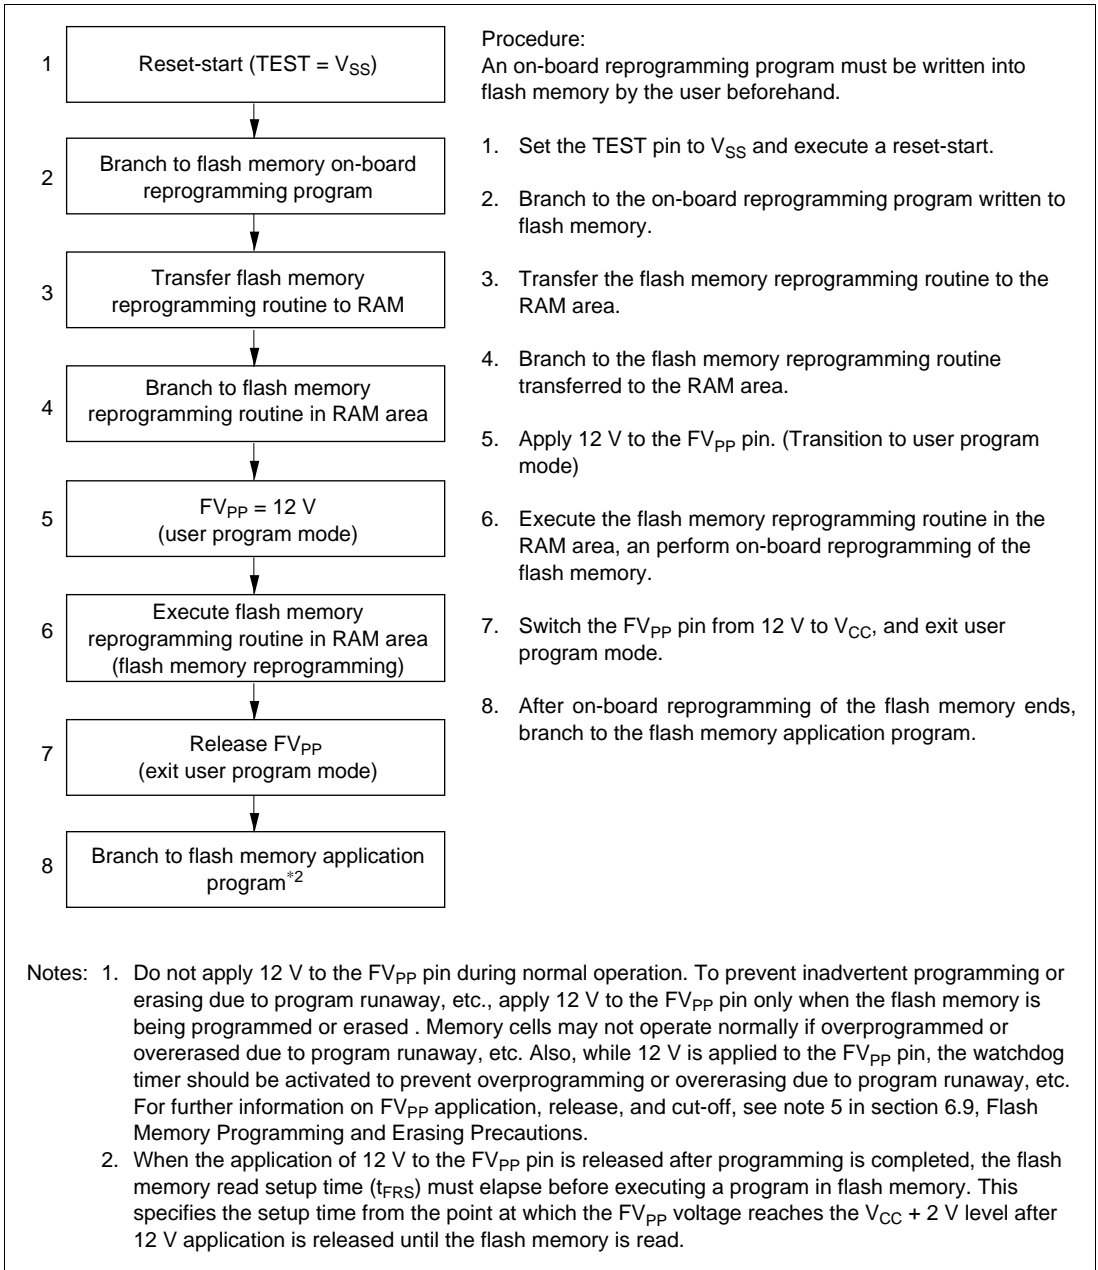 1
Reset-start (TEST = VSS)
2
Branch to flash memory on-board
reprogramming program
3
Transfer flash memory
reprogramming routine to RAM
4
Branch to flash memory
reprogramming routine in RAM area
5
FVPP = 12 V
(user program mode)
6
Execute flash memory
reprogramming routine in RAM area
(flash memory reprogramming)
7
Release FVPP
(exit user program mode)
8
Branch to flash memory application
program*2
Procedure:
An on-board reprogramming program must be written into
flash memory by the user beforehand.
1. Set the TEST pin to VSS and execute a reset-start.
2. Branch to the on-board reprogramming program written to
flash memory.
3. Transfer the flash memory reprogramming routine to the
RAM area.
4. Branch to the flash memory reprogramming routine
transferred to the RAM area.
5. Apply 12 V to the FVPP pin. (Transition to user program
mode)
6. Execute the flash memory reprogramming routine in the
RAM area, an perform on-board reprogramming of the
flash memory.
7. Switch the FVPP pin from 12 V to VCC, and exit user
program mode.
8. After on-board reprogramming of the flash memory ends,
branch to the flash memory application program.
Notes: 1. Do not apply 12 V to the FVPP pin during normal operation. To prevent inadvertent programming or
erasing due to program runaway, etc., apply 12 V to the FVPP pin only when the flash memory is
being programmed or erased . Memory cells may not operate normally if overprogrammed or
overerased due to program runaway, etc. Also, while 12 V is applied to the FVPP pin, the watchdog
timer should be activated to prevent overprogramming or overerasing due to program runaway, etc.
For further information on FVPP application, release, and cut-off, see note 5 in section 6.9, Flash
Memory Programming and Erasing Precautions.
2. When the application of 12 V to the FVPP pin is released after programming is completed, the flash
memory read setup time (tFRS) must elapse before executing a program in flash memory. This
specifies the setup time from the point at which the FVPP voltage reaches the VCC + 2 V level after
12 V application is released until the flash memory is read.